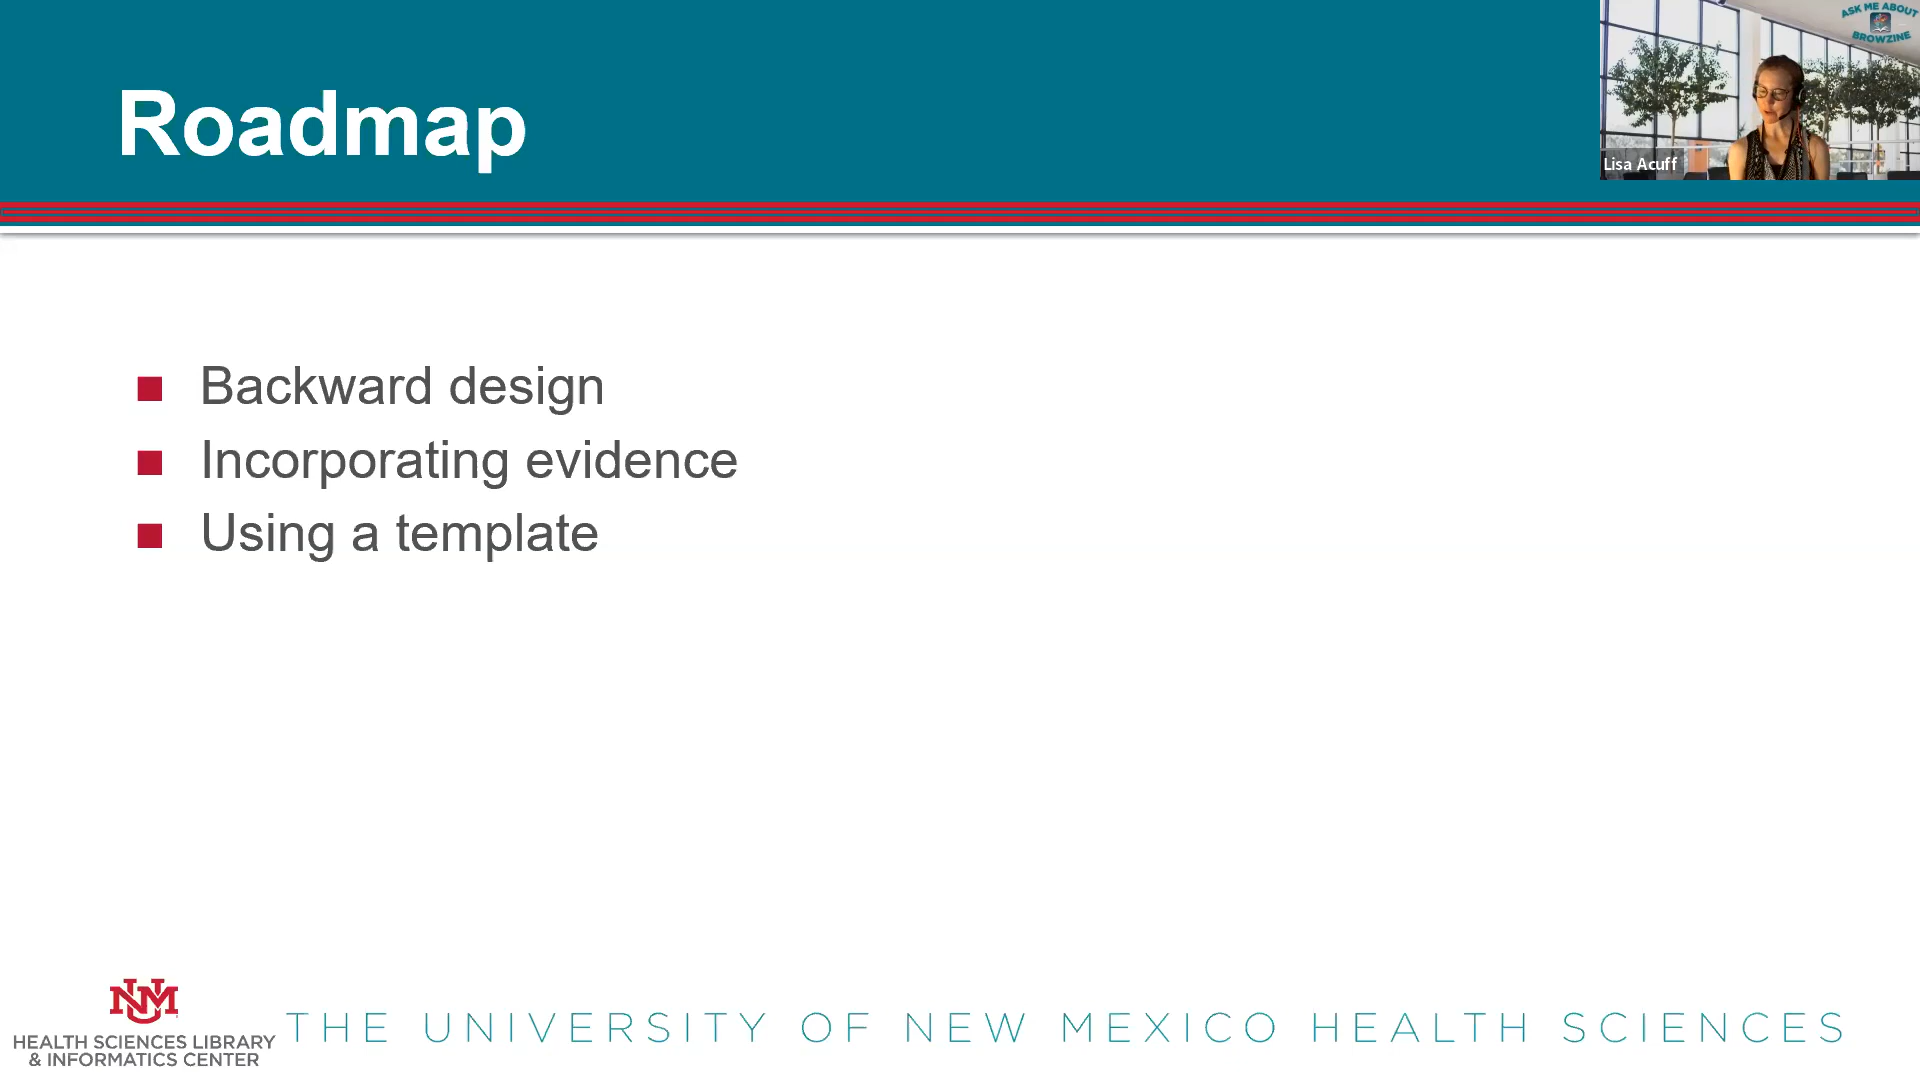 Roadmap
ASK ME ABOUT
BROWZINE
Lisa Acuff
Backward design
Incorporating evidence
Using a template
UNM
HEALTH SCIENCES LIBRARY
& INFORMATICS CENTER
THE UNIVERSITY OF NEW MEXICO HEALTH SCIENCES